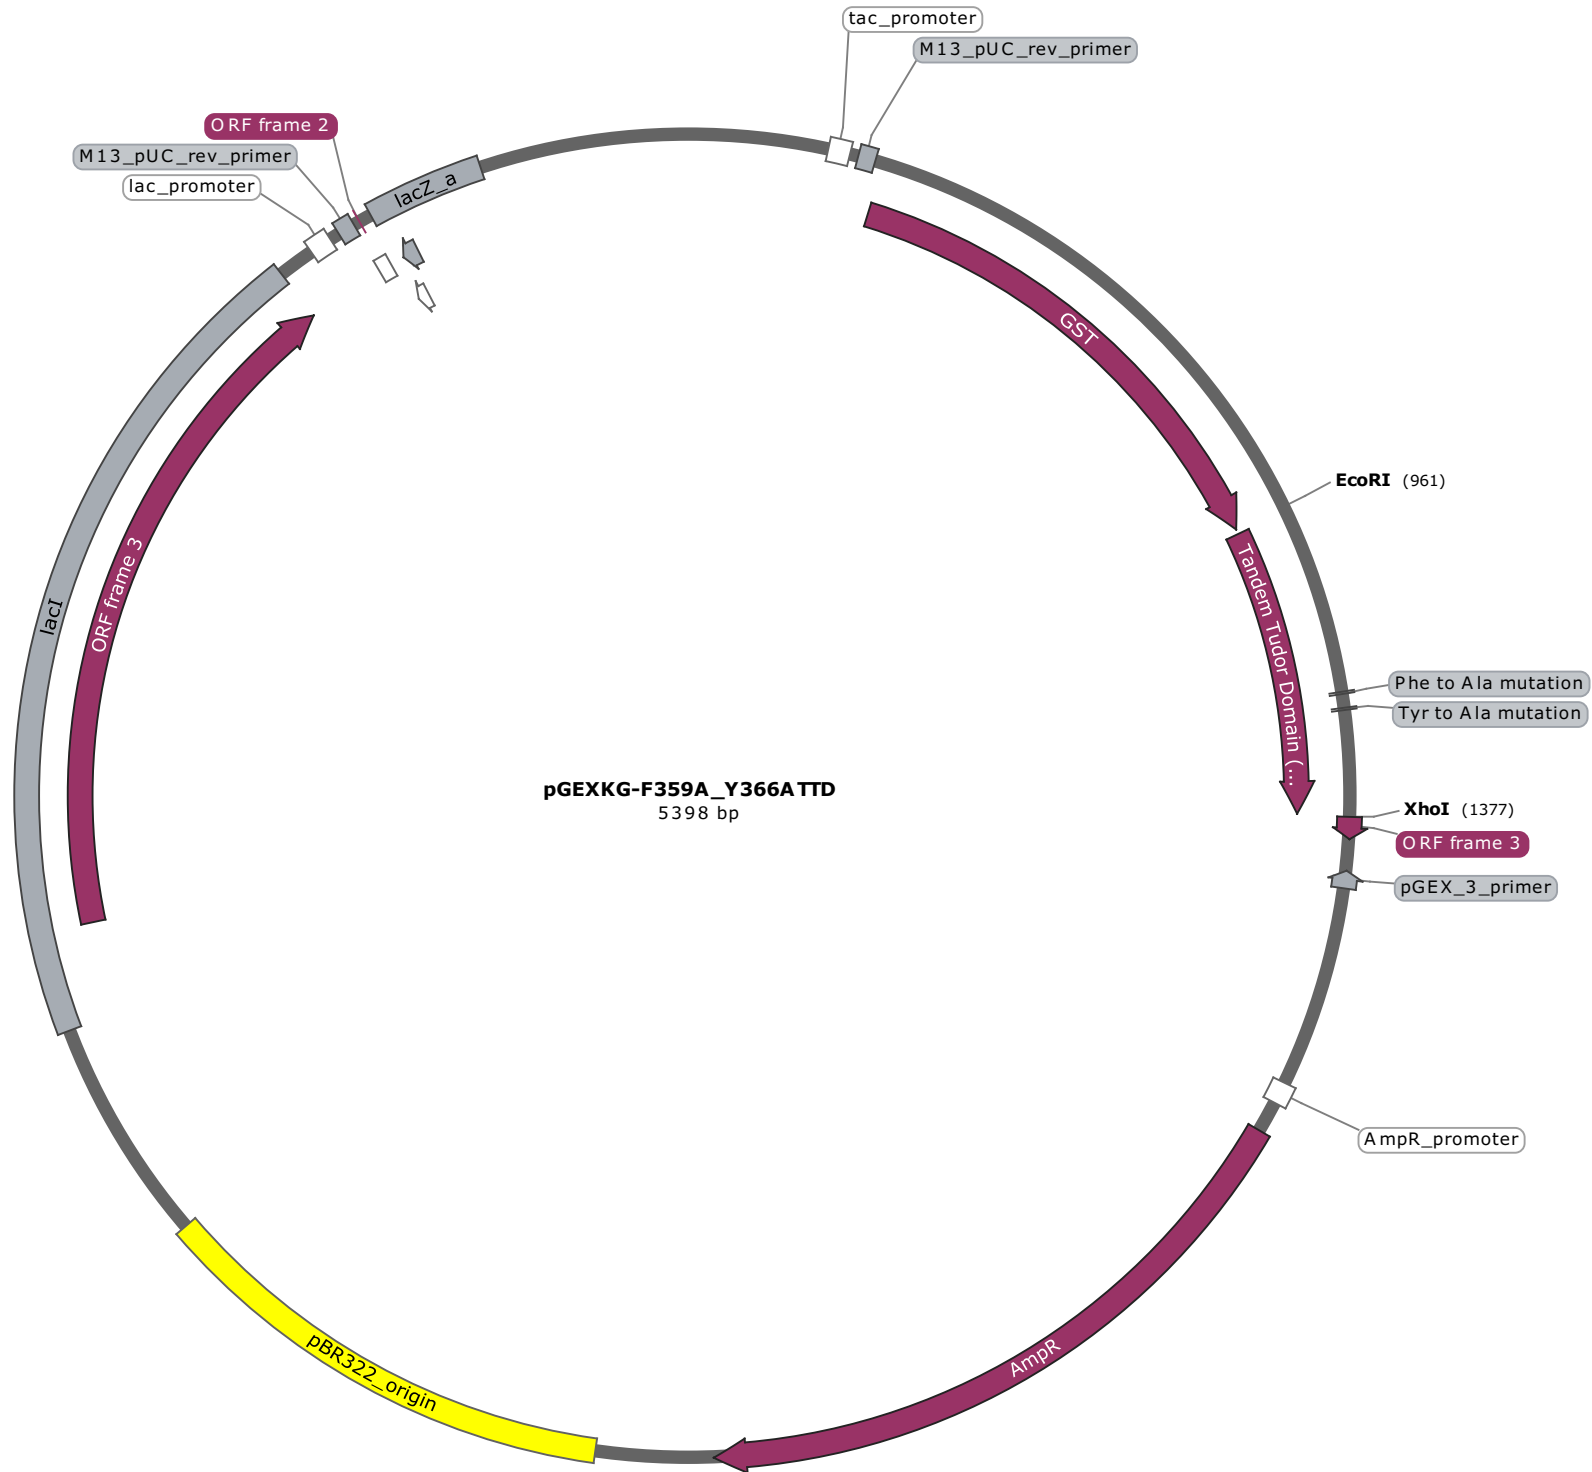 tac_promoter
M13_pUC_rev_primer
ORF frame 2
M13_pUC_rev_primer
lac_promoter
lacZ_a
GST
EcoRI (961)
Tandem Tudor Domain (...
lacI
ORF frame 3
Phe to Ala mutation
Tyr to Ala mutation
pGEXKG-F359A_Y366ATTD
5398 bp
XhoI (1377)
ORF frame 3
pGEX_3_primer
AmpR_promoter
AmpR
pBR322_origin